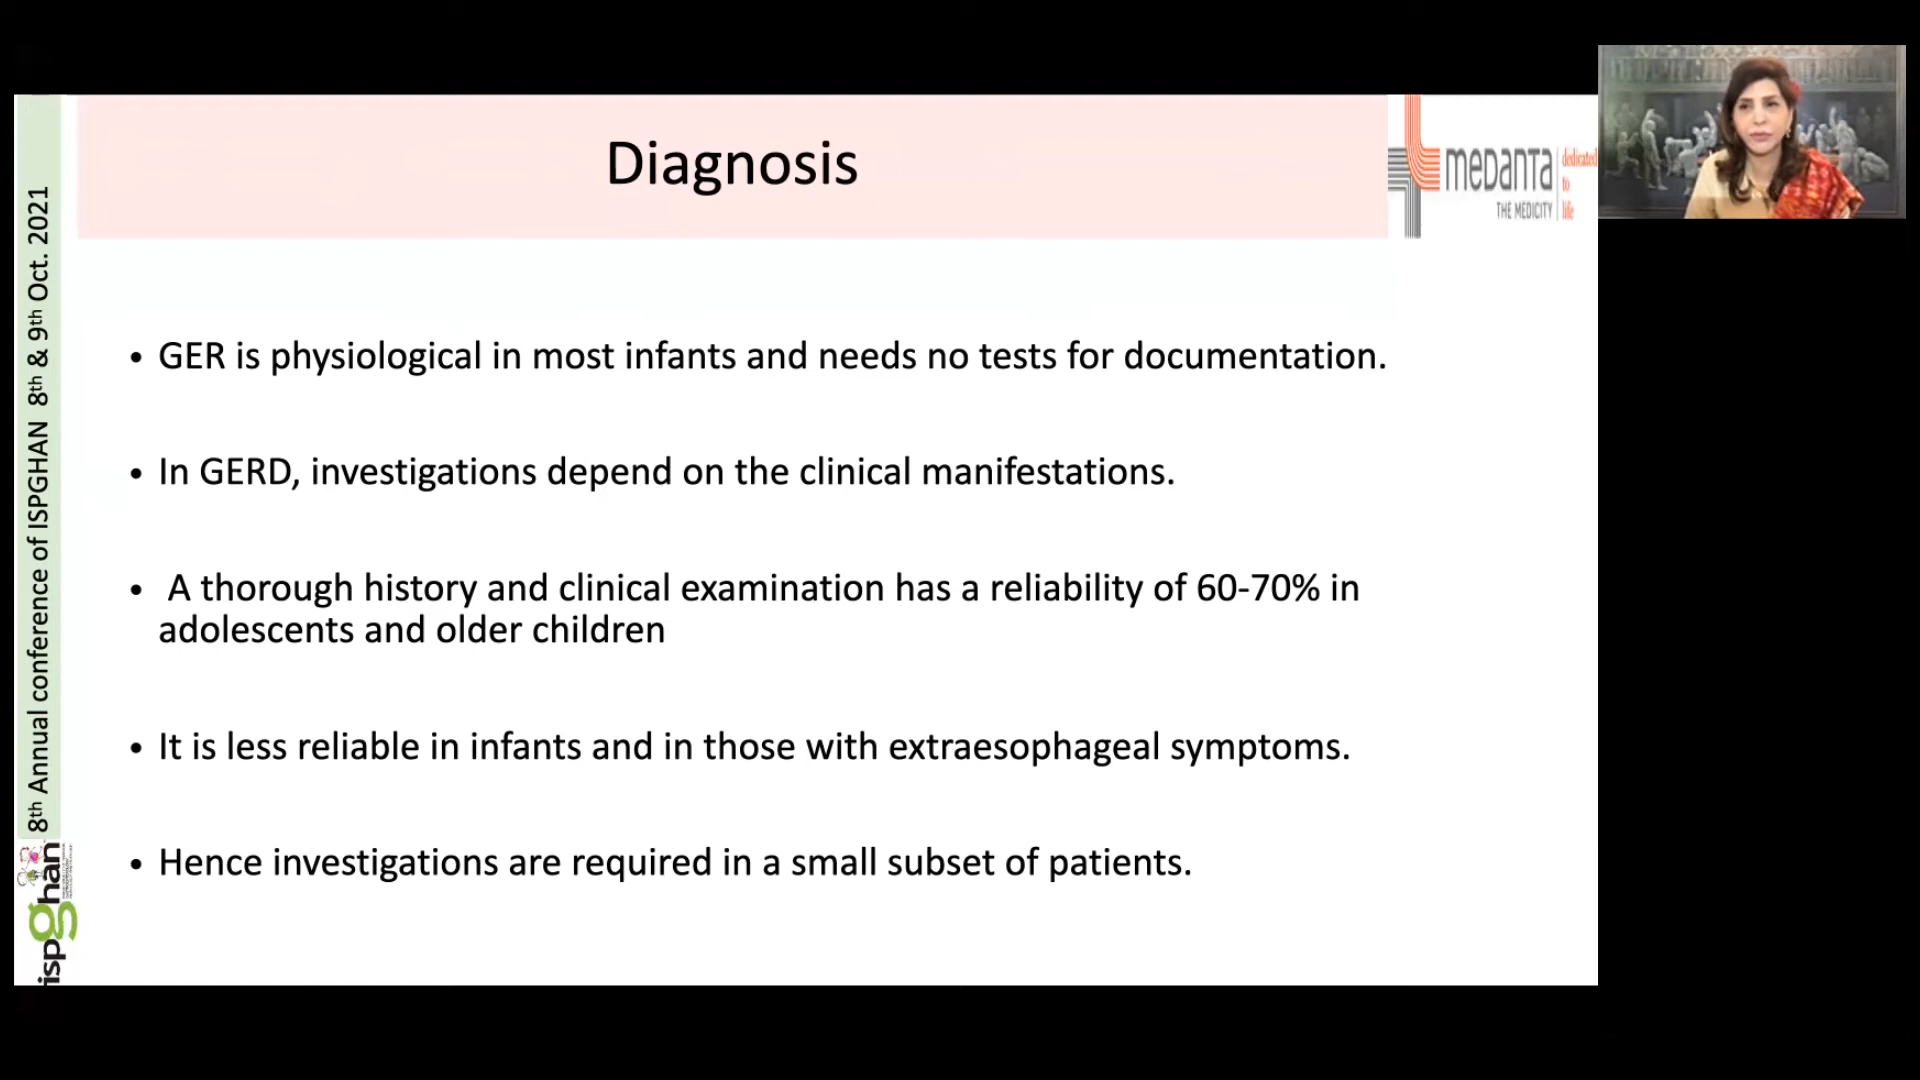 Diagnosis
medanta
THE MEDICITY
dedicated
to
life
• GER is physiological in most infants and needs no tests for documentation.
• In GERD, investigations depend on the clinical manifestations.
• A thorough history and clinical examination has a reliability of 60-70% in
adolescents and older children
• It is less reliable in infants and in those with extraesophageal symptoms.
• Hence investigations are required in a small subset of patients.
8th Annual conference of ISPGHAN 8th & 9th Oct. 2021
ispghan